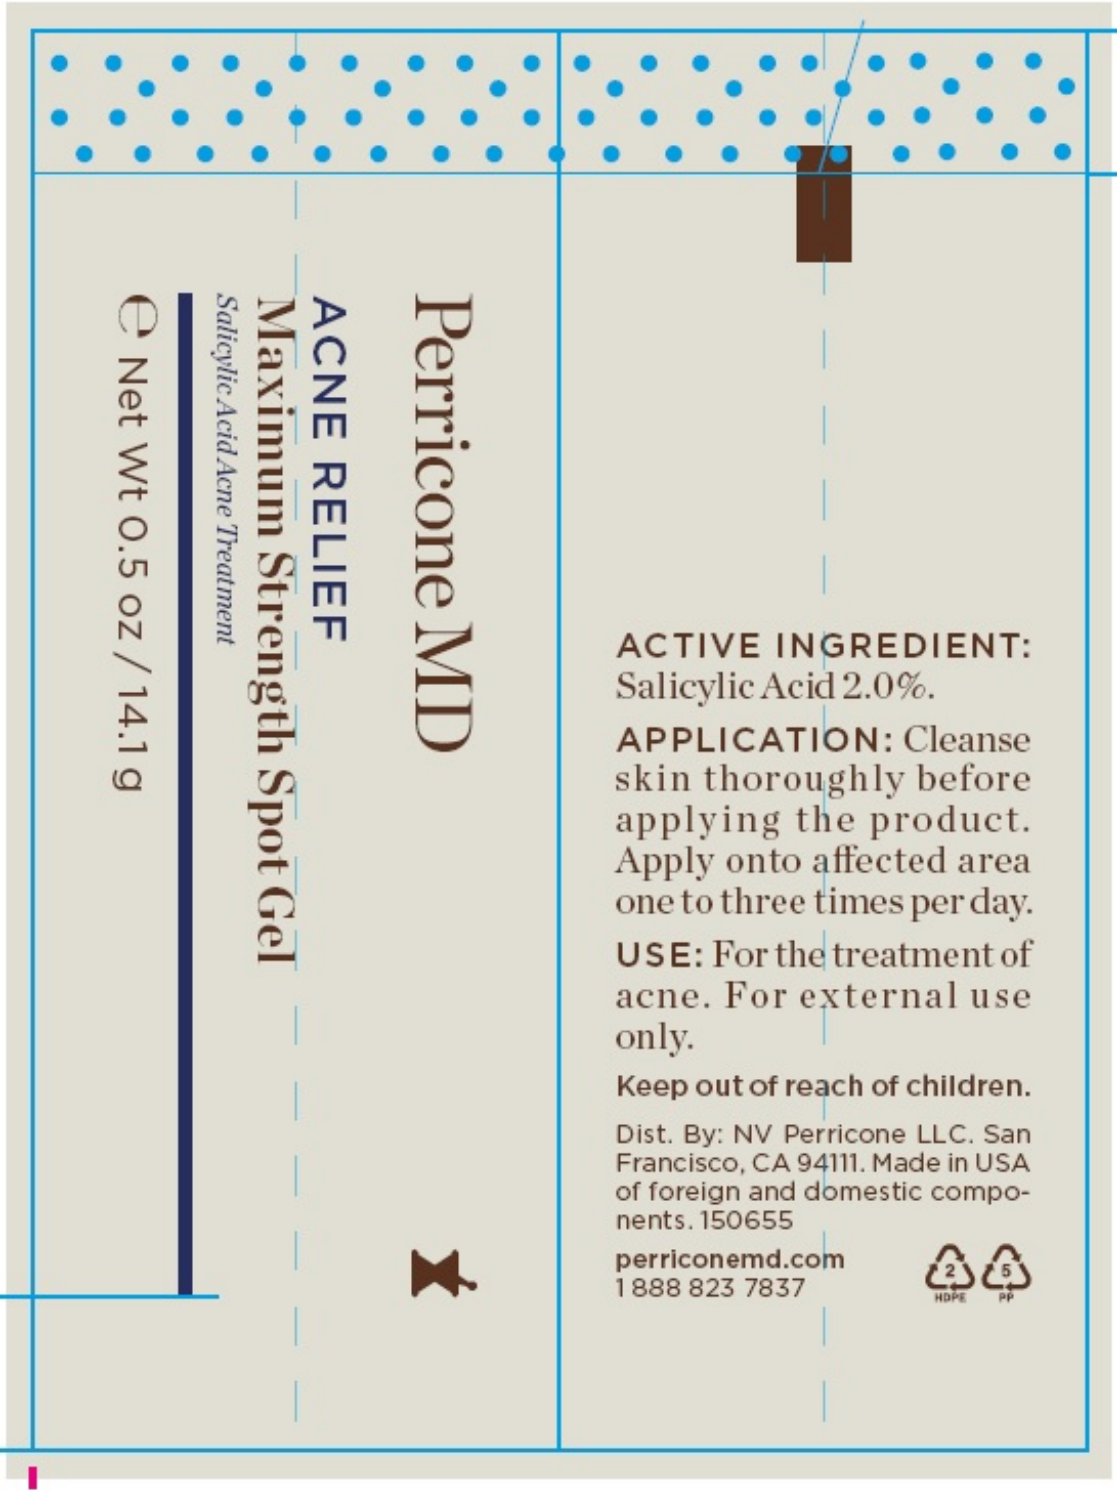 Perricone MD
ACNE RELIEF
Maximum Strength Spot Gel
Salicylic Acid Acne Treatment
℮ Net Wt 0.5 oz / 14.1 g
ACTIVE INGREDIENT:
Salicylic Acid 2.0%.
APPLICATION: Cleanse
skin thoroughly before
applying the product.
Apply onto affected area
one to three times per day.
USE: For the treatment of
acne. For external use
only.
Keep out of reach of children.
Dist. By: NV Perricone LLC. San
Francisco, CA 94111. Made in USA
of foreign and domestic compo-
nents. 150655
perriconemd.com
1 888 823 7837
2
HDPE
5
PP